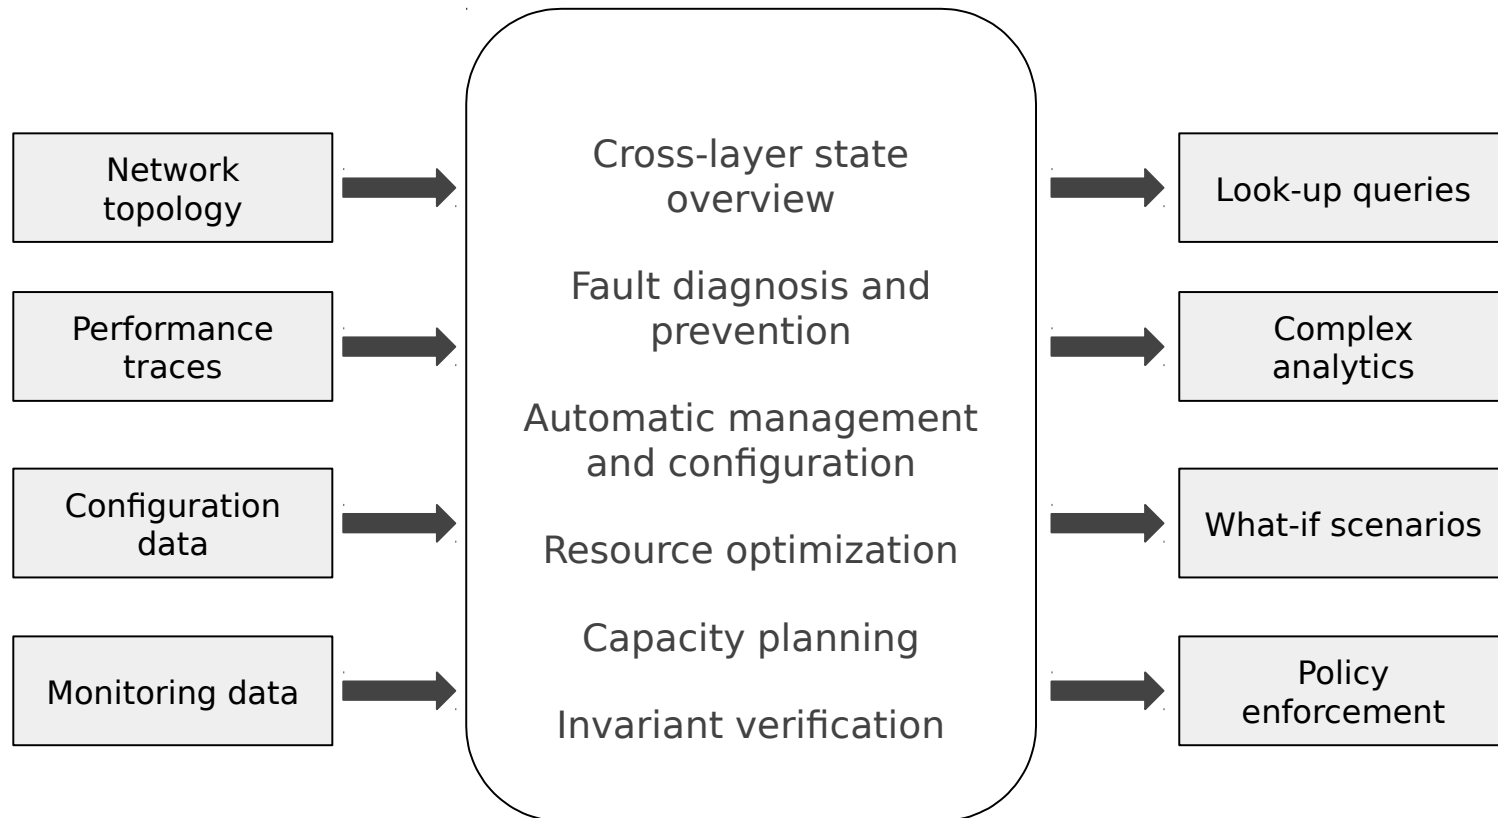 Network
topology
Performance
traces
Configuration
data
Monitoring data
Cross-layer state
overview
Fault diagnosis and
prevention
Automatic management
and configuration
Resource optimization
Capacity planning
Invariant verification
Look-up queries
Complex
analytics
What-if scenarios
Policy
enforcement